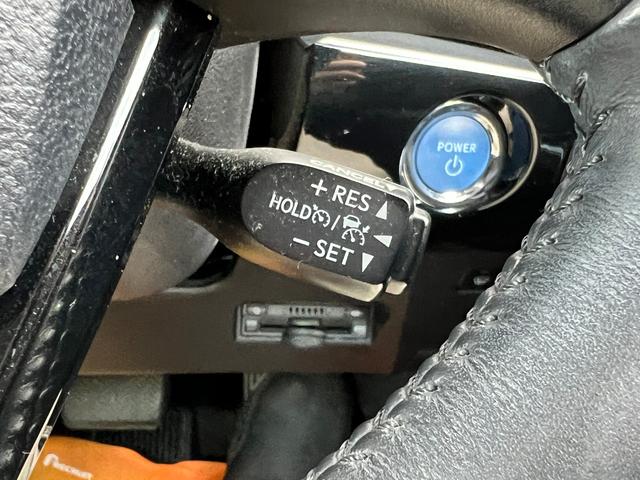 CANCEL
POWER
+ RES ▲
HOLD / ◀
− SET ▼